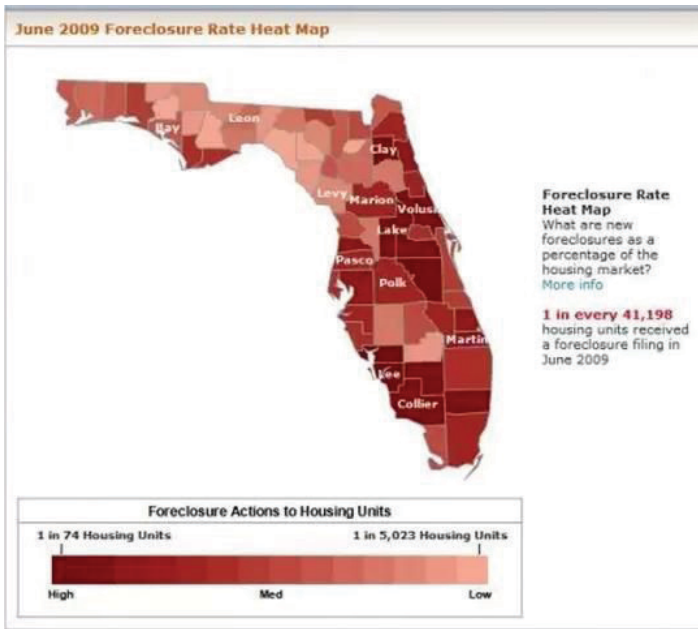 June 2009 Foreclosure Rate Heat Map
Leon
Bay
Clay
Levy
Marion
Volusi
Lake
Pasco
Polk
Martin
Lee
Collier
Foreclosure Rate
Heat Map
What are new
foreclosures as a
percentage of the
housing market?
More info
1 in every 41,198
housing units received
a foreclosure filing in
June 2009
Foreclosure Actions to Housing Units
1 in 74 Housing Units
1 in 5,023 Housing Units
High
Med
Low